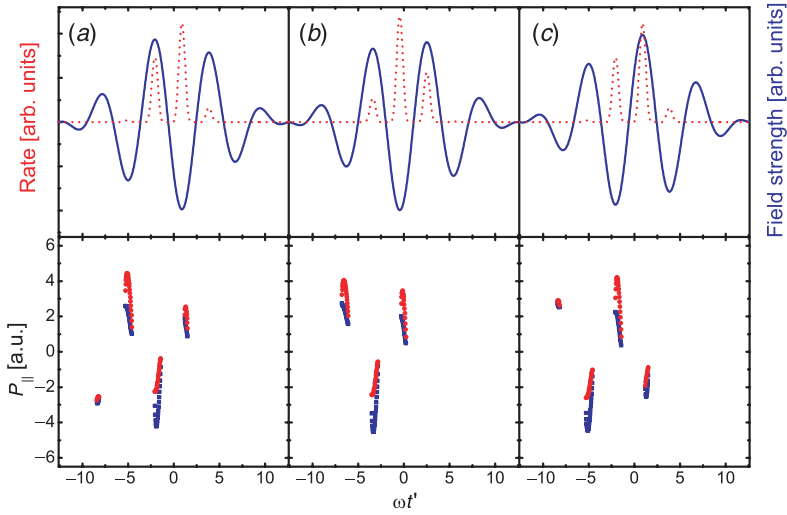 (a)
(b)
(c)
Rate [arb. units]
Field strength [arb. units]
6
4
2
0
−2
−4
−6
P|| [a.u.]
−10 −5 0 5 10
−10 −5 0 5 10
−10 −5 0 5 10
ωt'